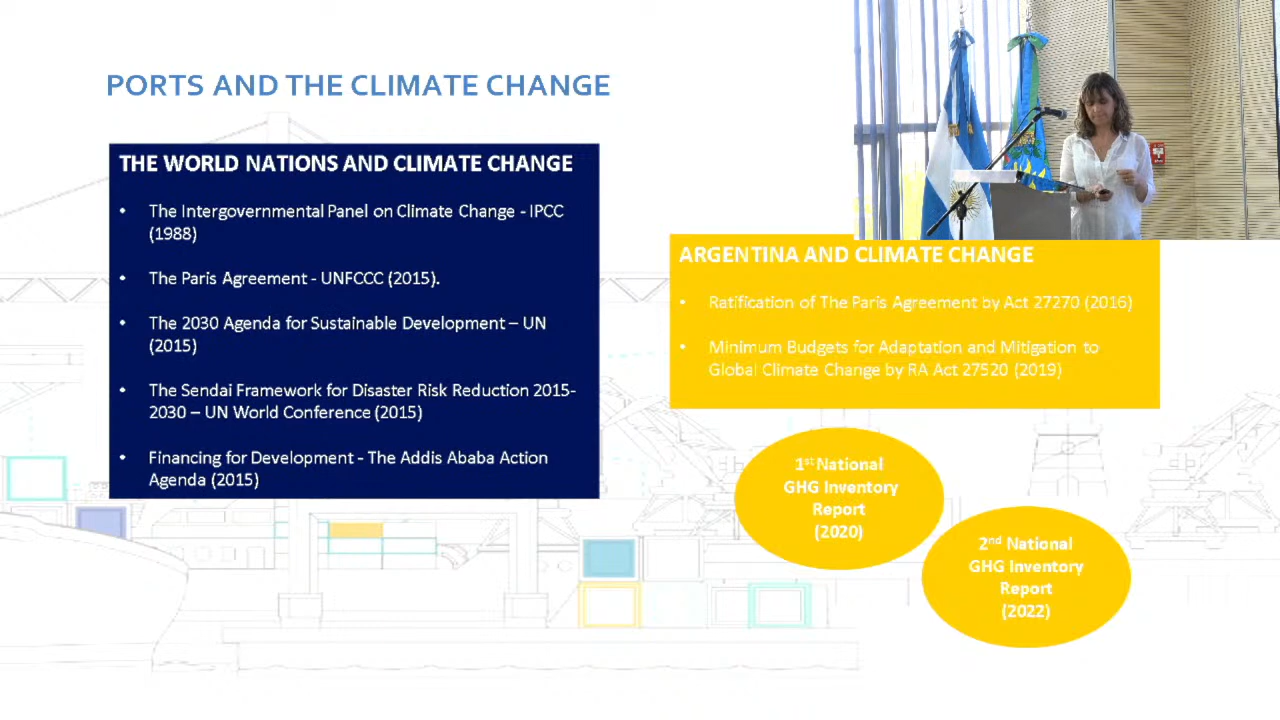 PORTS AND THE CLIMATE CHANGE
THE WORLD NATIONS AND CLIMATE CHANGE
• The Intergovernmental Panel on Climate Change - IPCC
(1988)
• The Paris Agreement - UNFCCC (2015).
• The 2030 Agenda for Sustainable Development – UN
(2015)
• The Sendai Framework for Disaster Risk Reduction 2015-
2030 – UN World Conference (2015)
• Financing for Development - The Addis Ababa Action
Agenda (2015)
ARGENTINA AND CLIMATE CHANGE
• Ratification of The Paris Agreement by Act 27270 (2016)
• Minimum Budgets for Adaptation and Mitigation to
Global Climate Change by RA Act 27520 (2019)
1st National
GHG Inventory
Report
(2020)
2nd National
GHG Inventory
Report
(2022)